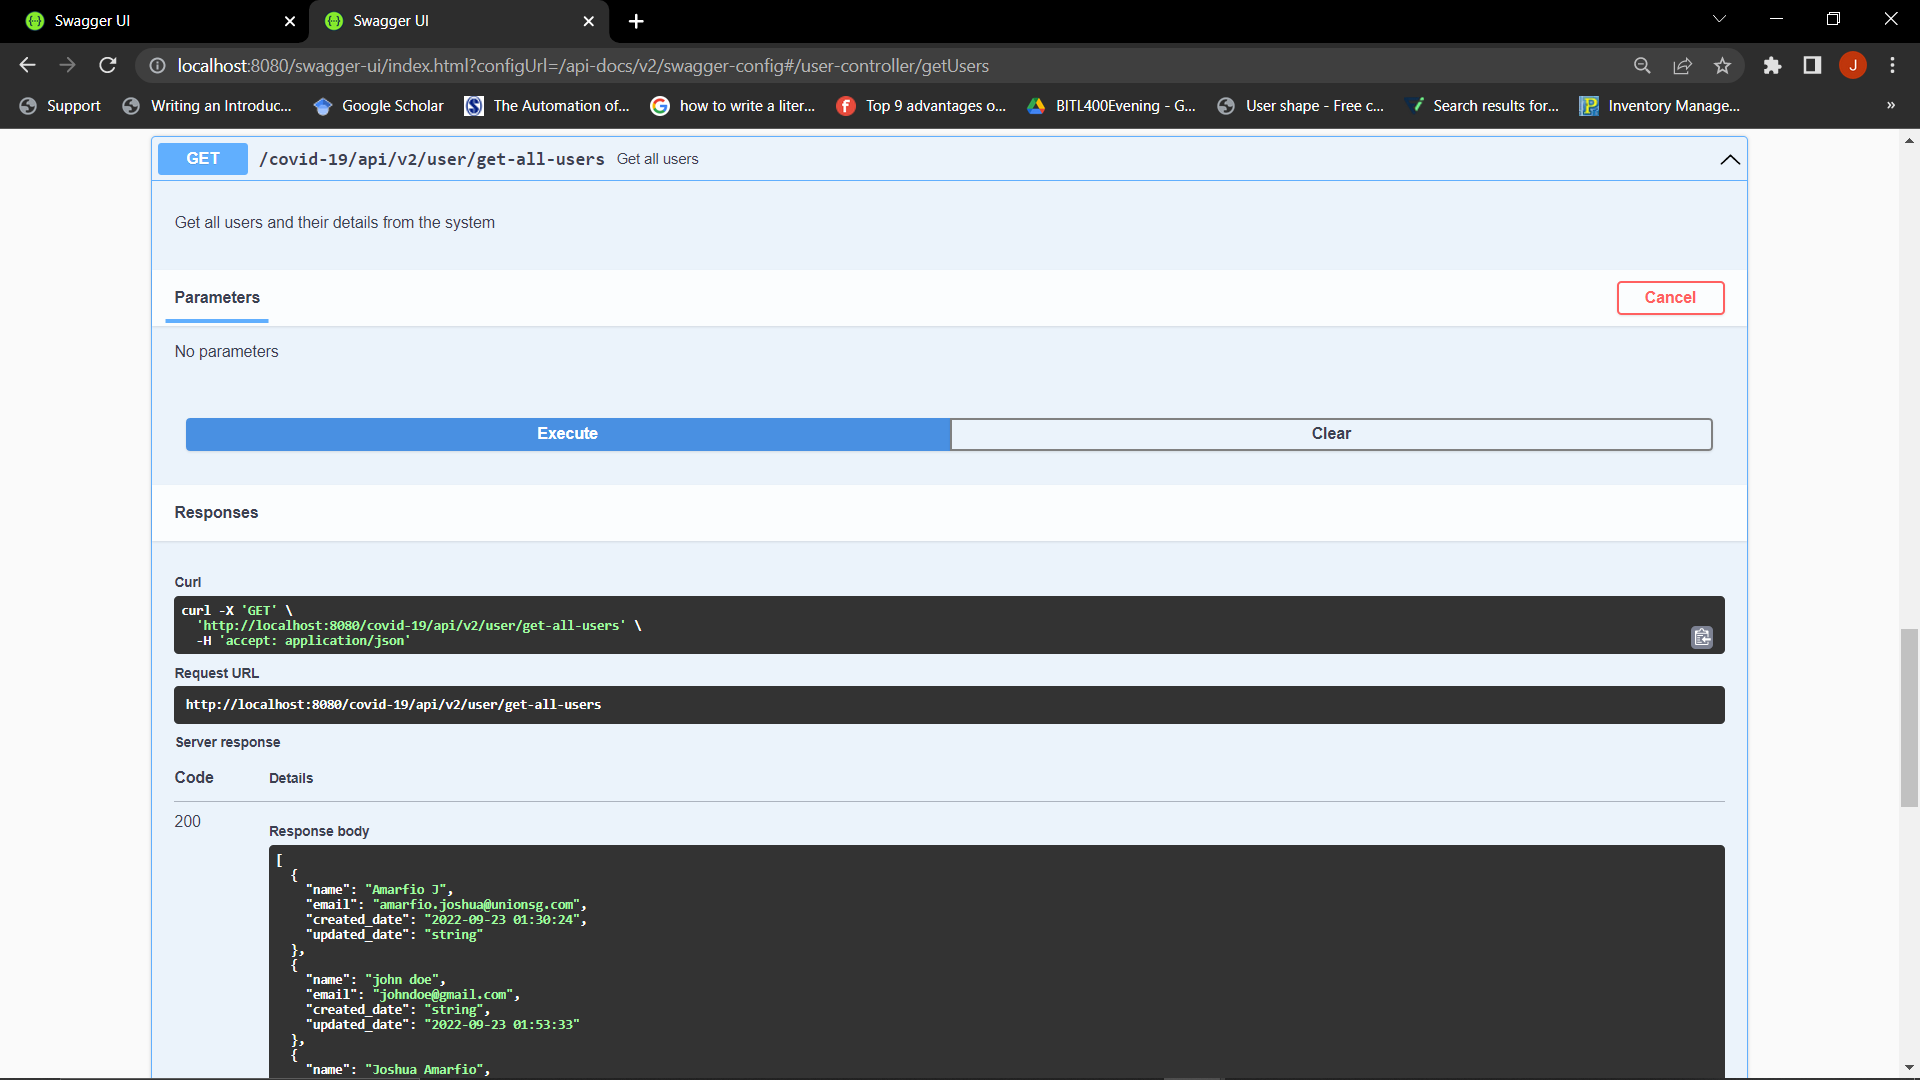 Swagger UI
Swagger UI
localhost:8080/swagger-ui/index.html?configUrl=/api-docs/v2/swagger-config#/user-controller/getUsers
J
Support
Writing an Introduc...
Google Scholar
The Automation of...
how to write a liter...
Top 9 advantages o...
BITL400Evening - G...
User shape - Free c...
Search results for...
Inventory Manage...
»
GET /covid-19/api/v2/user/get-all-users Get all users
Get all users and their details from the system
Parameters
Cancel
No parameters
Execute
Clear
Responses
Curl
curl -X 'GET' \
'http://localhost:8080/covid-19/api/v2/user/get-all-users' \
-H 'accept: application/json'
Request URL
http://localhost:8080/covid-19/api/v2/user/get-all-users
Server response
Code Details
200
Response body
[
{
"name": "Amarfio J",
"email": "amarfio.joshua@unionsg.com",
"created_date": "2022-09-23 01:30:24",
"updated_date": "string"
},
{
"name": "john doe",
"email": "johndoe@gmail.com",
"created_date": "string",
"updated_date": "2022-09-23 01:53:33"
},
{
"name": "Joshua Amarfio",